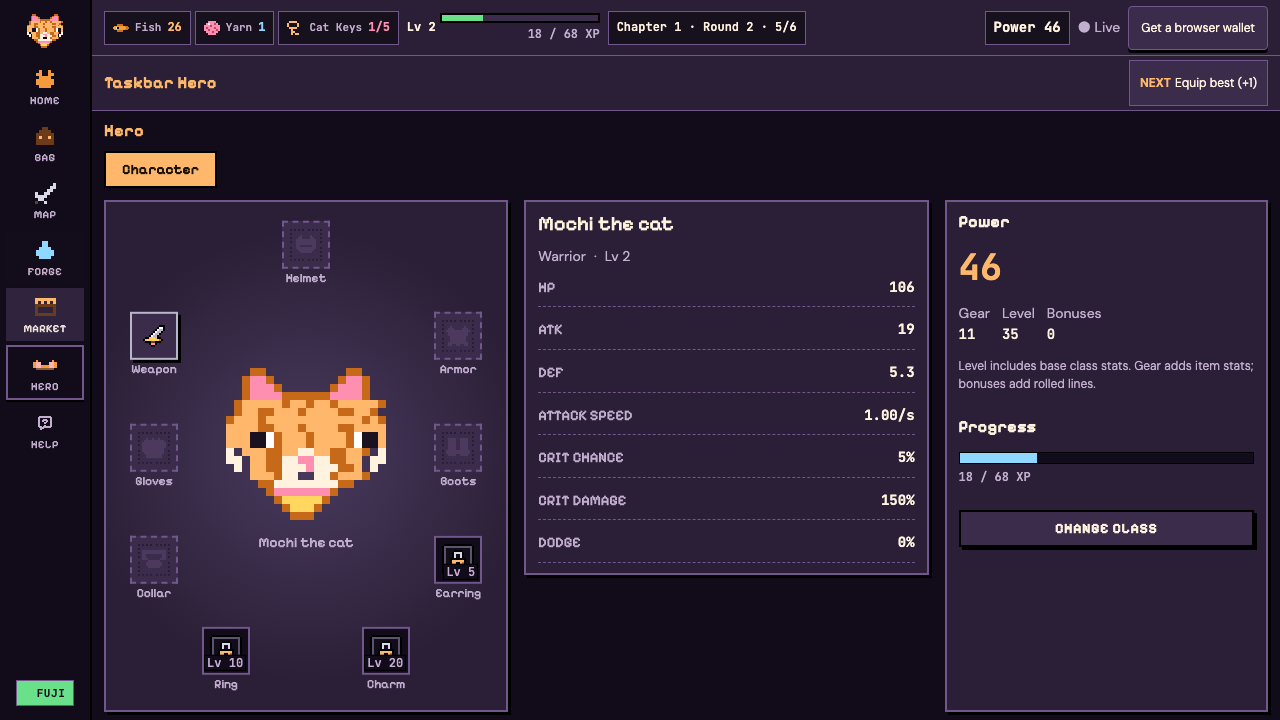 Fish 26
Yarn 1
Cat Keys 1/5
Lv 2
18 / 68 XP
Chapter 1 · Round 2 · 5/6
Power 46
Live
Get a browser wallet
Taskbar Hero
NEXT Equip best (+1)
HOME
BAG
MAP
FORGE
MARKET
HERO
HELP
FUJI
Hero
Character
Helmet
Weapon
Armor
Gloves
Boots
Mochi the cat
Collar
Lv 5
Earring
Lv 10
Ring
Lv 20
Charm
Mochi the cat
Warrior · Lv 2
HP 106
ATK 19
DEF 5.3
ATTACK SPEED 1.00/s
CRIT CHANCE 5%
CRIT DAMAGE 150%
DODGE 0%
Power
46
Gear Level Bonuses
11 35 0
Level includes base class stats. Gear adds item stats;
bonuses add rolled lines.
Progress
18 / 68 XP
CHANGE CLASS